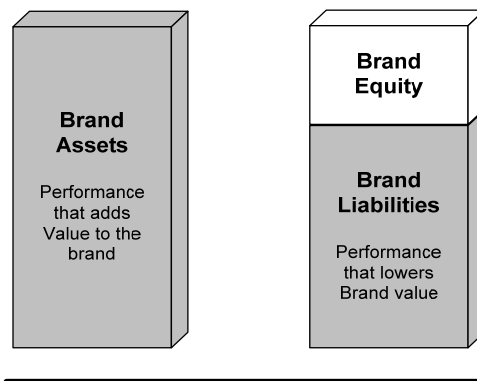 Brand
Assets
Performance
that adds
Value to the
brand
Brand
Equity
Brand
Liabilities
Performance
that lowers
Brand value